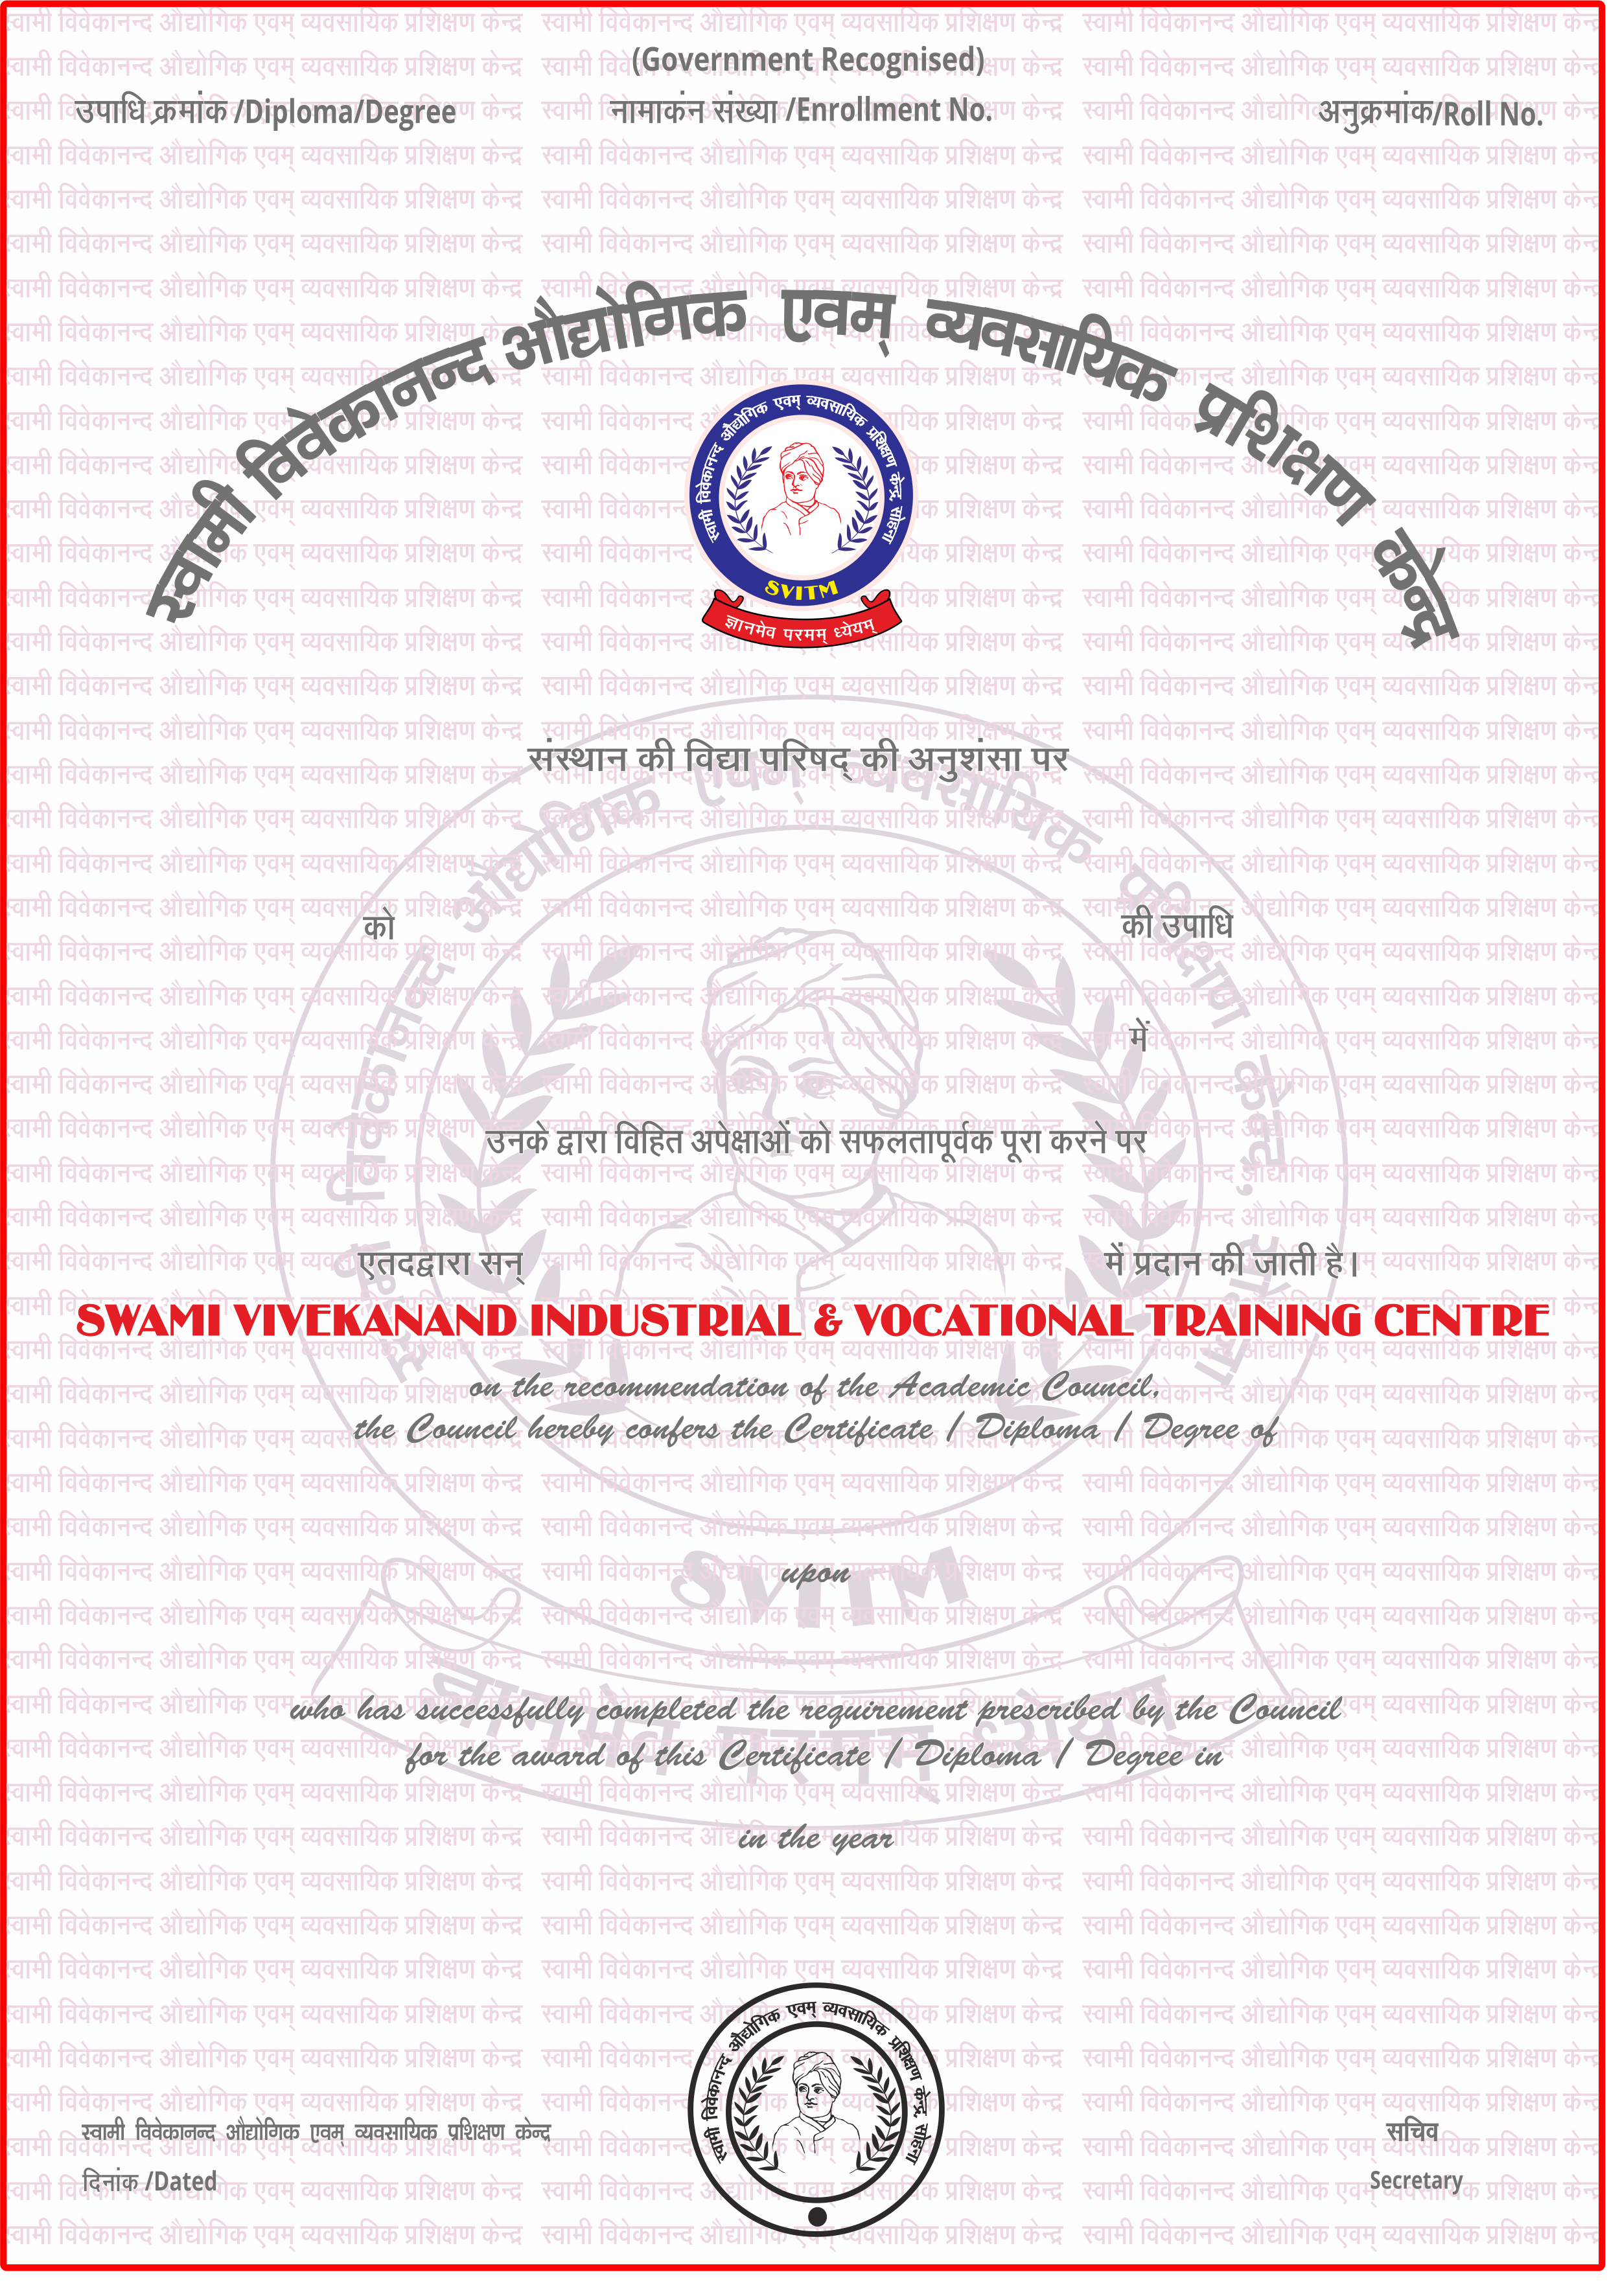 (Government Recognised)
उपाधि क्रमांक /Diploma/Degree
नामाकंन संख्या /Enrollment No.
अनुक्रमांक/Roll No.
स्वामी विवेकानन्द औद्योगिक एवम् व्यवसायिक प्रशिक्षण केन्द्र
स्वामी विवेकानन्द औद्योगिक एवम् व्यवसायिक प्रशिक्षण केन्द्र सोहना
SVITM
ज्ञानमेव परमम् ध्येयम्
संस्थान की विद्या परिषद् की अनुशंसा पर
को
की उपाधि
में
उनके द्वारा विहित अपेक्षाओं को सफलतापूर्वक पूरा करने पर
एतदद्वारा सन्
में प्रदान की जाती है।
SWAMI VIVEKANAND INDUSTRIAL & VOCATIONAL TRAINING CENTRE
on the recommendation of the Academic Council,
the Council hereby confers the Certificate / Diploma / Degree of
upon
SVITM
who has successfully completed the requirement prescribed by the Council
for the award of this Certificate / Diploma / Degree in
in the year
स्वामी विवेकानन्द औद्योगिक एवम् व्यवसायिक प्रशिक्षण केन्द्र सोहना
स्वामी विवेकानन्द औद्योगिक एवम् व्यवसायिक प्रशिक्षण केन्द्र
सचिव
दिनांक /Dated
Secretary